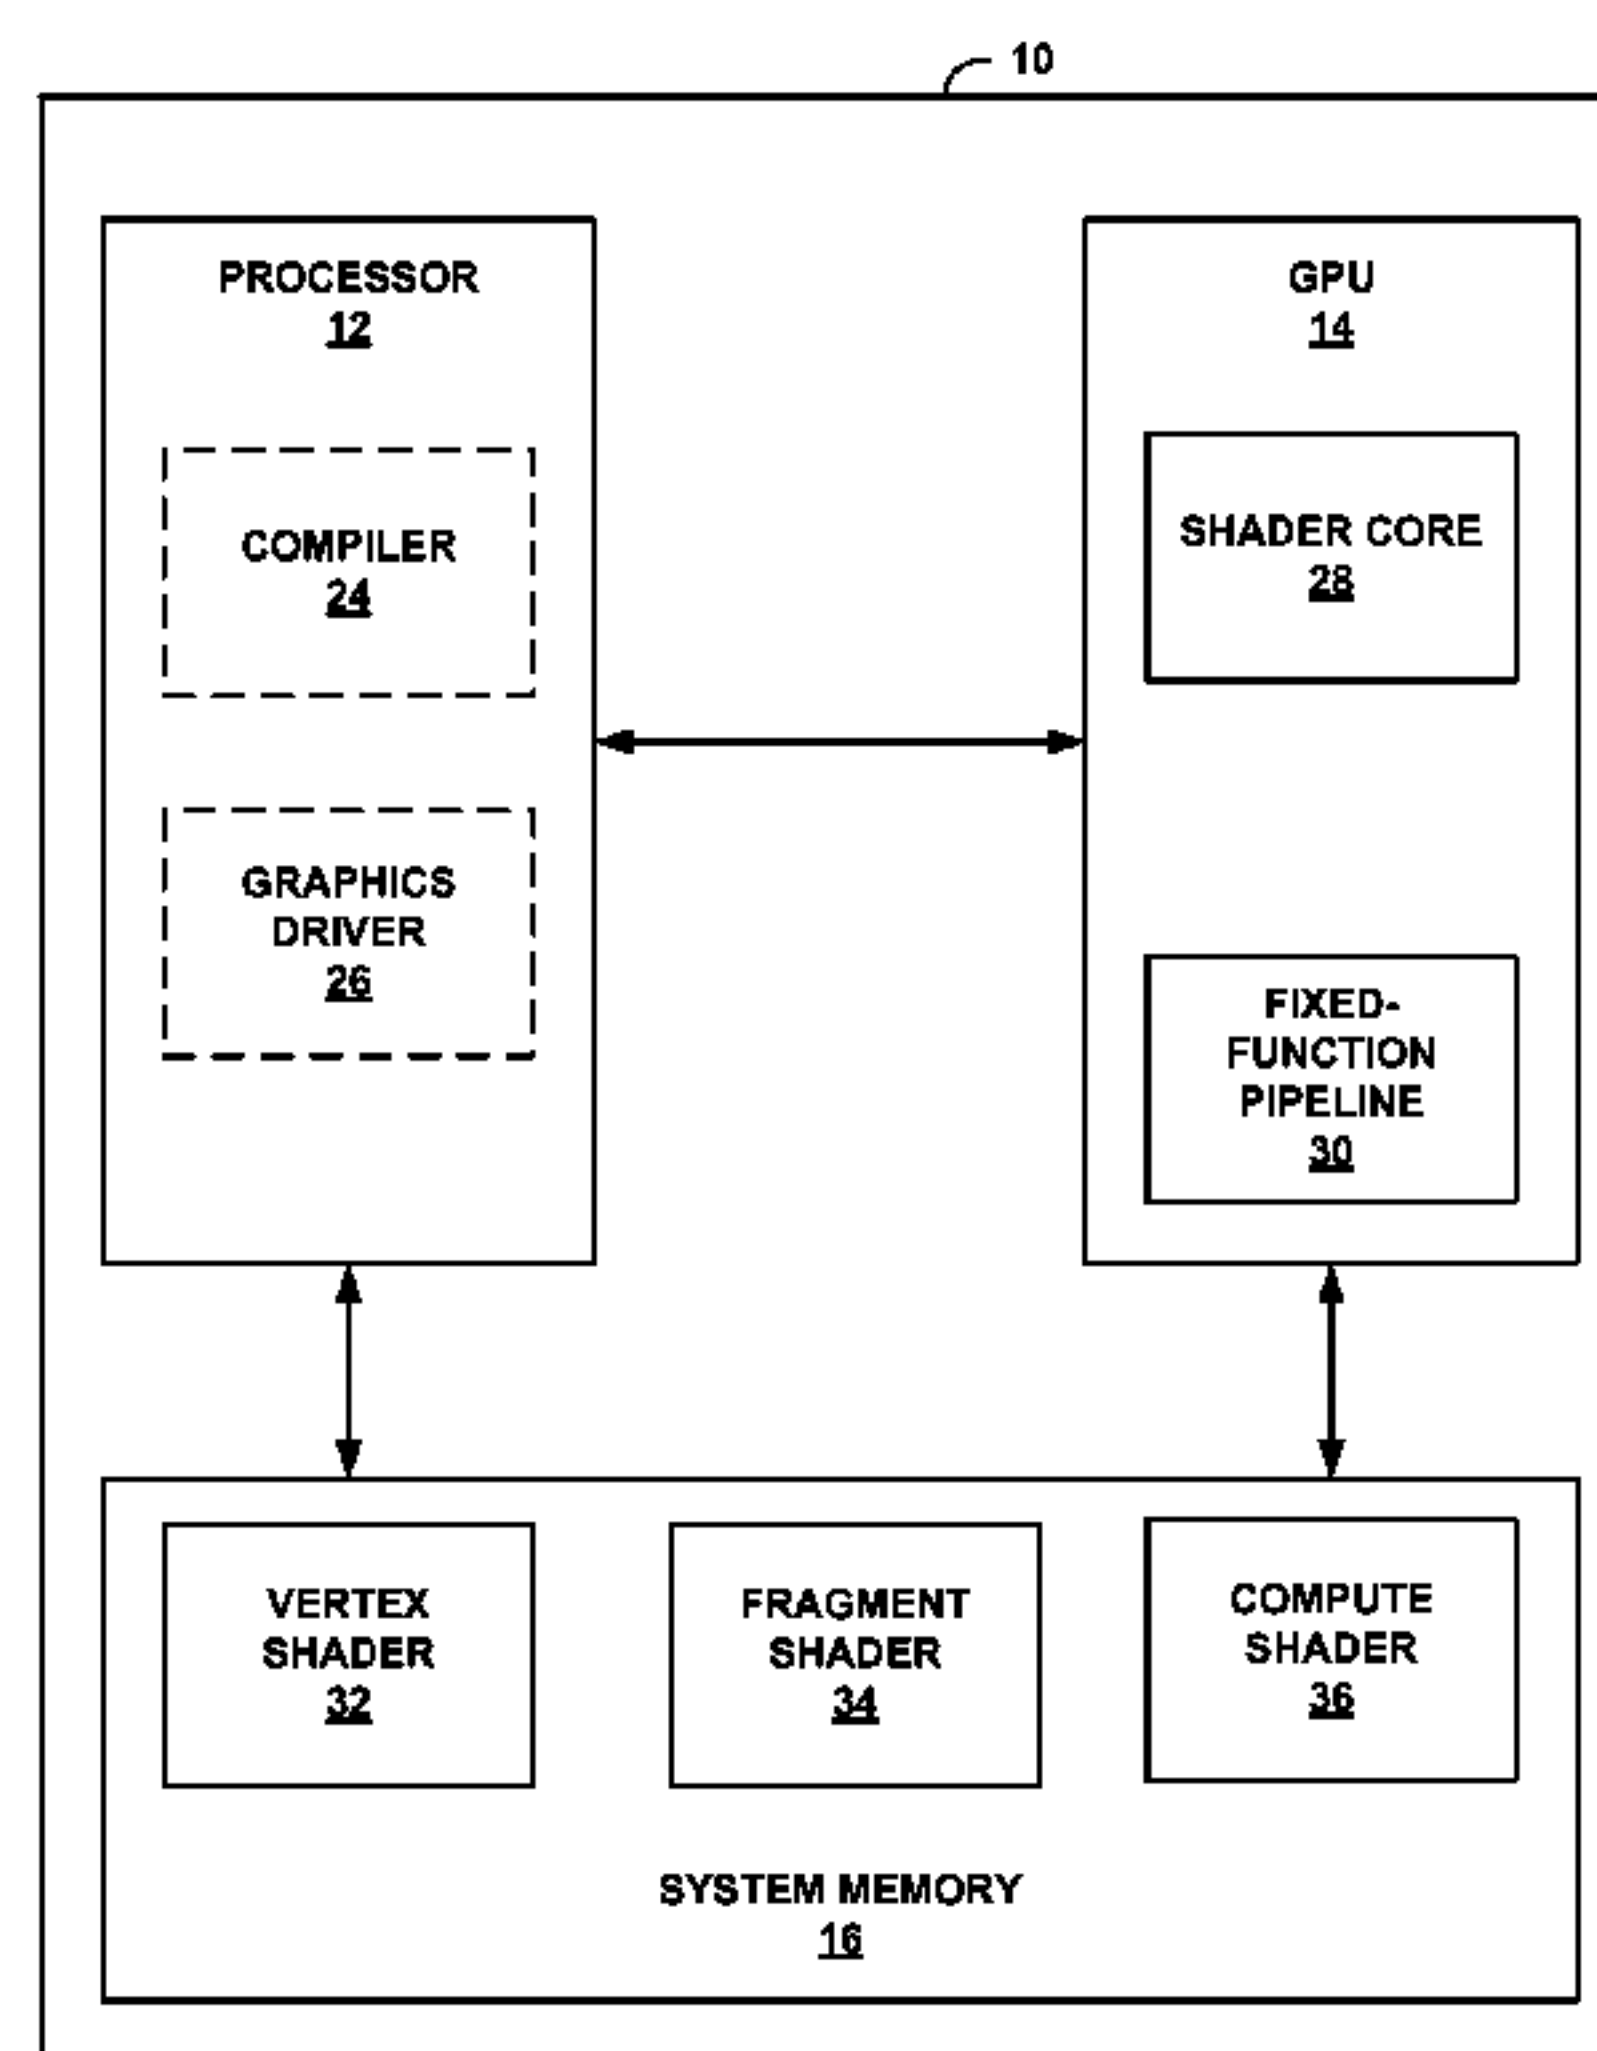 10
PROCESSOR
12
COMPILER
24
GRAPHICS
DRIVER
26
GPU
14
SHADER CORE
28
FIXED-
FUNCTION
PIPELINE
30
VERTEX
SHADER
32
FRAGMENT
SHADER
34
COMPUTE
SHADER
36
SYSTEM MEMORY
16